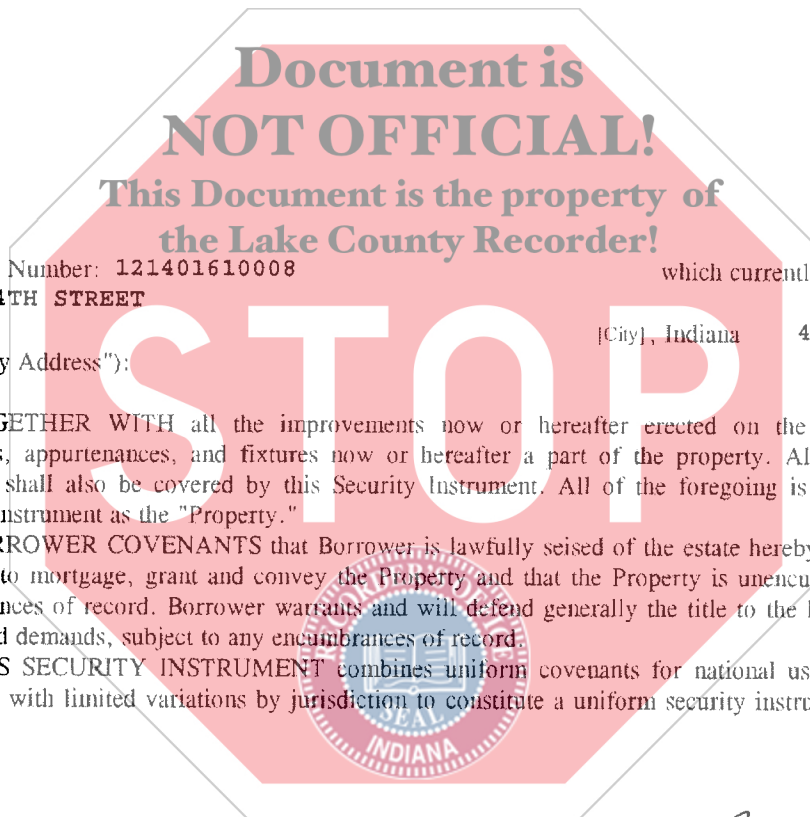 Document is
NOT OFFICIAL!
This Document is the property of
the Lake County Recorder!
Number: 121401610008 which currentl
4TH STREET
[City], Indiana 4
y Address"):
STOP
GETHER WITH all the improvements now or hereafter erected on the
s, appurtenances, and fixtures now or hereafter a part of the property. Al
shall also be covered by this Security Instrument. All of the foregoing is
nstrument as the "Property."
RROWER COVENANTS that Borrower is lawfully seised of the estate hereby
to mortgage, grant and convey the Property and that the Property is unencu
nces of record. Borrower warrants and will defend generally the title to the
d demands, subject to any encumbrances of record.
S SECURITY INSTRUMENT combines uniform covenants for national us
with limited variations by jurisdiction to constitute a uniform security instru
RECORDER'S OFFICE
SEAL
INDIANA